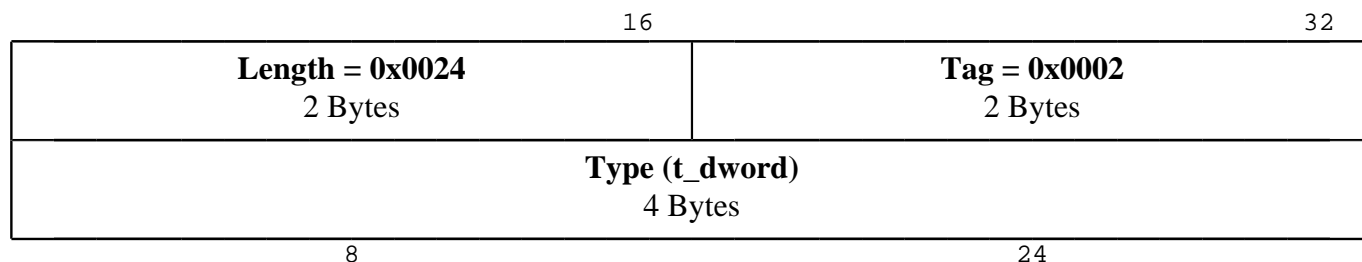 16 32
Length = 0x0024 Tag = 0x0002
2 Bytes 2 Bytes
Type (t_dword)
4 Bytes
8 24